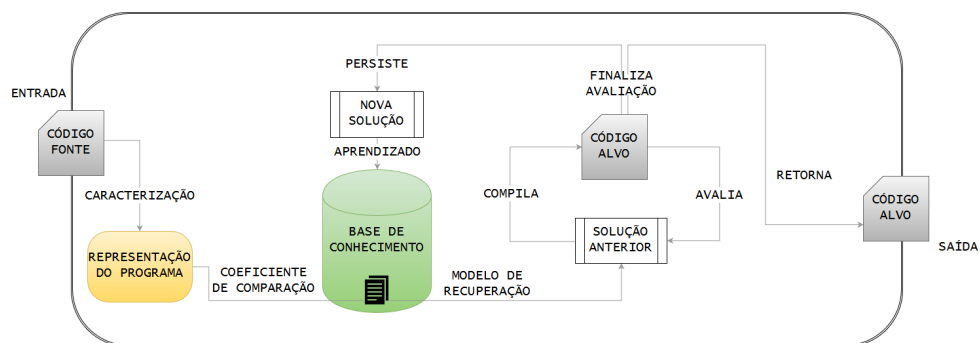 ENTRADA
CÓDIGO
FONTE
CARACTERIZAÇÃO
REPRESENTAÇÃO
DO PROGRAMA
COEFICIENTE
DE COMPARAÇÃO
PERSISTE
NOVA
SOLUÇÃO
APRENDIZADO
BASE DE
CONHECIMENTO
MODELO DE
RECUPERAÇÃO
SOLUÇÃO
ANTERIOR
COMPILA
CÓDIGO
ALVO
AVALIA
FINALIZA
AVALIAÇÃO
RETORNA
CÓDIGO
ALVO
SAÍDA